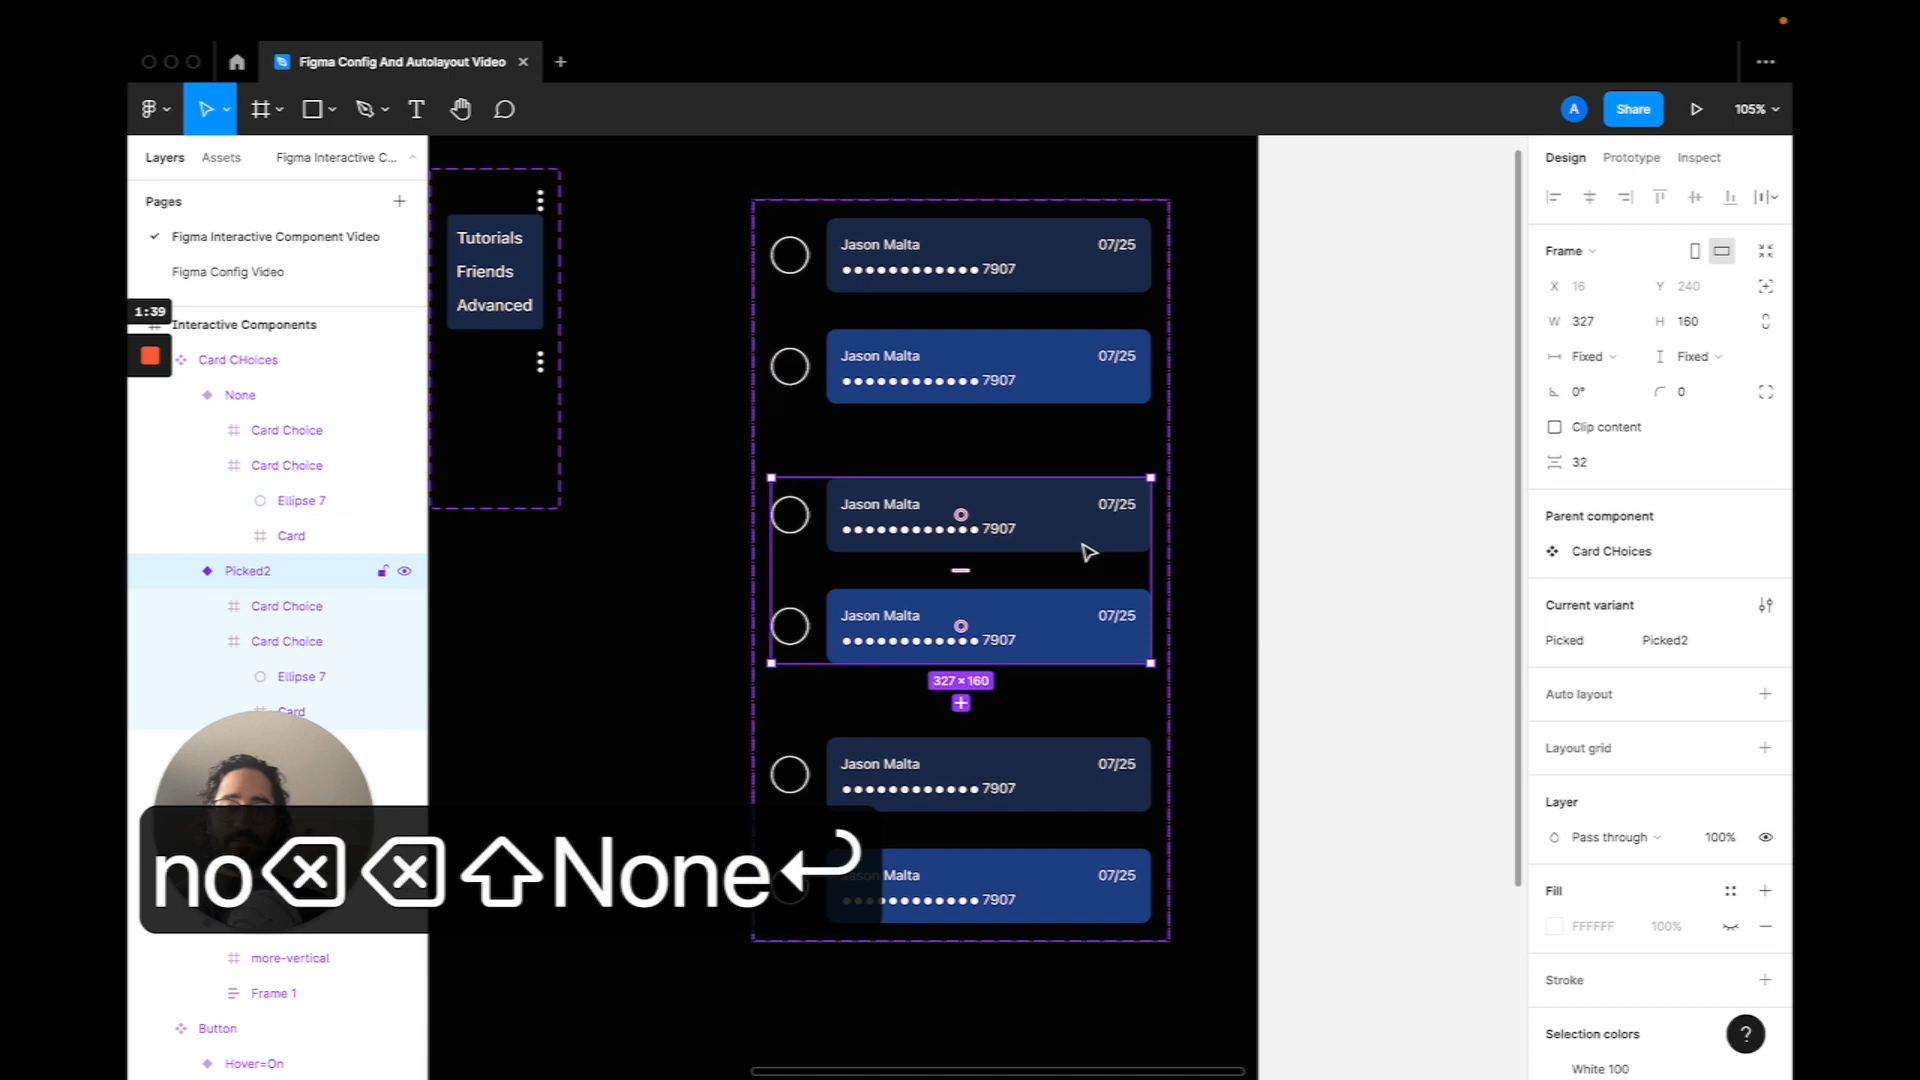 Figma Config And Autolayout Video
A
Share
105%
Layers
Assets
Figma Interactive C...
Pages
Figma Interactive Component Video
Figma Config Video
1:39
Interactive Components
Card CHoices
None
Card Choice
Card Choice
Ellipse 7
Card
Picked2
Card Choice
Card Choice
Ellipse 7
Card
more-vertical
Frame 1
Button
Hover=On
Tutorials
Friends
Advanced
Jason Malta
07/25
●●●●●●●●●●●● 7907
Jason Malta
07/25
●●●●●●●●●●●● 7907
Jason Malta
07/25
●●●●●●●●●●●● 7907
Jason Malta
07/25
●●●●●●●●●●●● 7907
327 × 160
Jason Malta
07/25
●●●●●●●●●●●● 7907
Jason Malta
07/25
●●●●●●●●●●●● 7907
no⌫⌫⇧None↩
Design
Prototype
Inspect
Frame
X 16
Y 240
W 327
H 160
Fixed
Fixed
0°
0
Clip content
32
Parent component
Card CHoices
Current variant
Picked
Picked2
Auto layout
Layout grid
Layer
Pass through
100%
Fill
FFFFFF
100%
Stroke
Selection colors
?
White 100